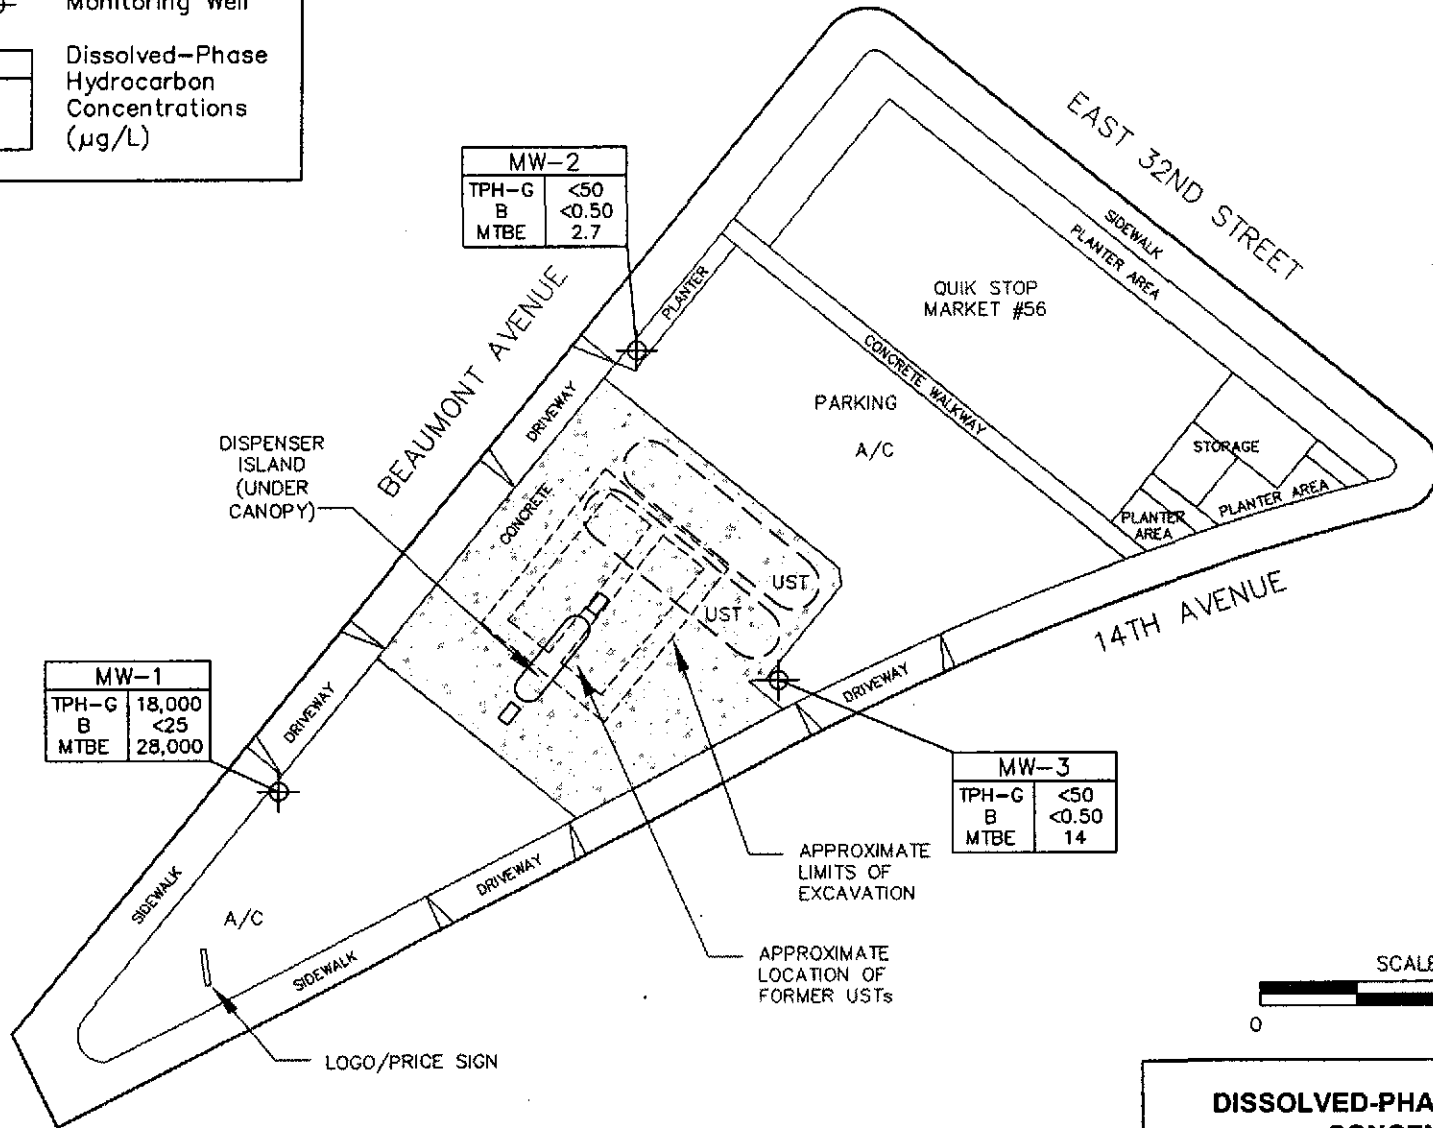 Monitoring Well
Dissolved-Phase
Hydrocarbon
Concentrations
(µg/L)
MW-2
TPH-G <50
B <0.50
MTBE 2.7
EAST 32ND STREET
SIDEWALK
PLANTER AREA
QUIK STOP
MARKET #56
PLANTER
BEAUMONT AVENUE
CONCRETE WALKWAY
PARKING
A/C
DRIVEWAY
STORAGE
PLANTER AREA
PLANTER
AREA
DISPENSER
ISLAND
(UNDER
CANOPY)
CONCRETE
UST
UST
14TH AVENUE
MW-1
TPH-G 18,000
B <25
MTBE 28,000
DRIVEWAY
DRIVEWAY
MW-3
TPH-G <50
B <0.50
MTBE 14
APPROXIMATE
LIMITS OF
EXCAVATION
DRIVEWAY
SIDEWALK
A/C
SIDEWALK
APPROXIMATE
LOCATION OF
FORMER USTs
SCALE
0
LOGO/PRICE SIGN
DISSOLVED-PHA